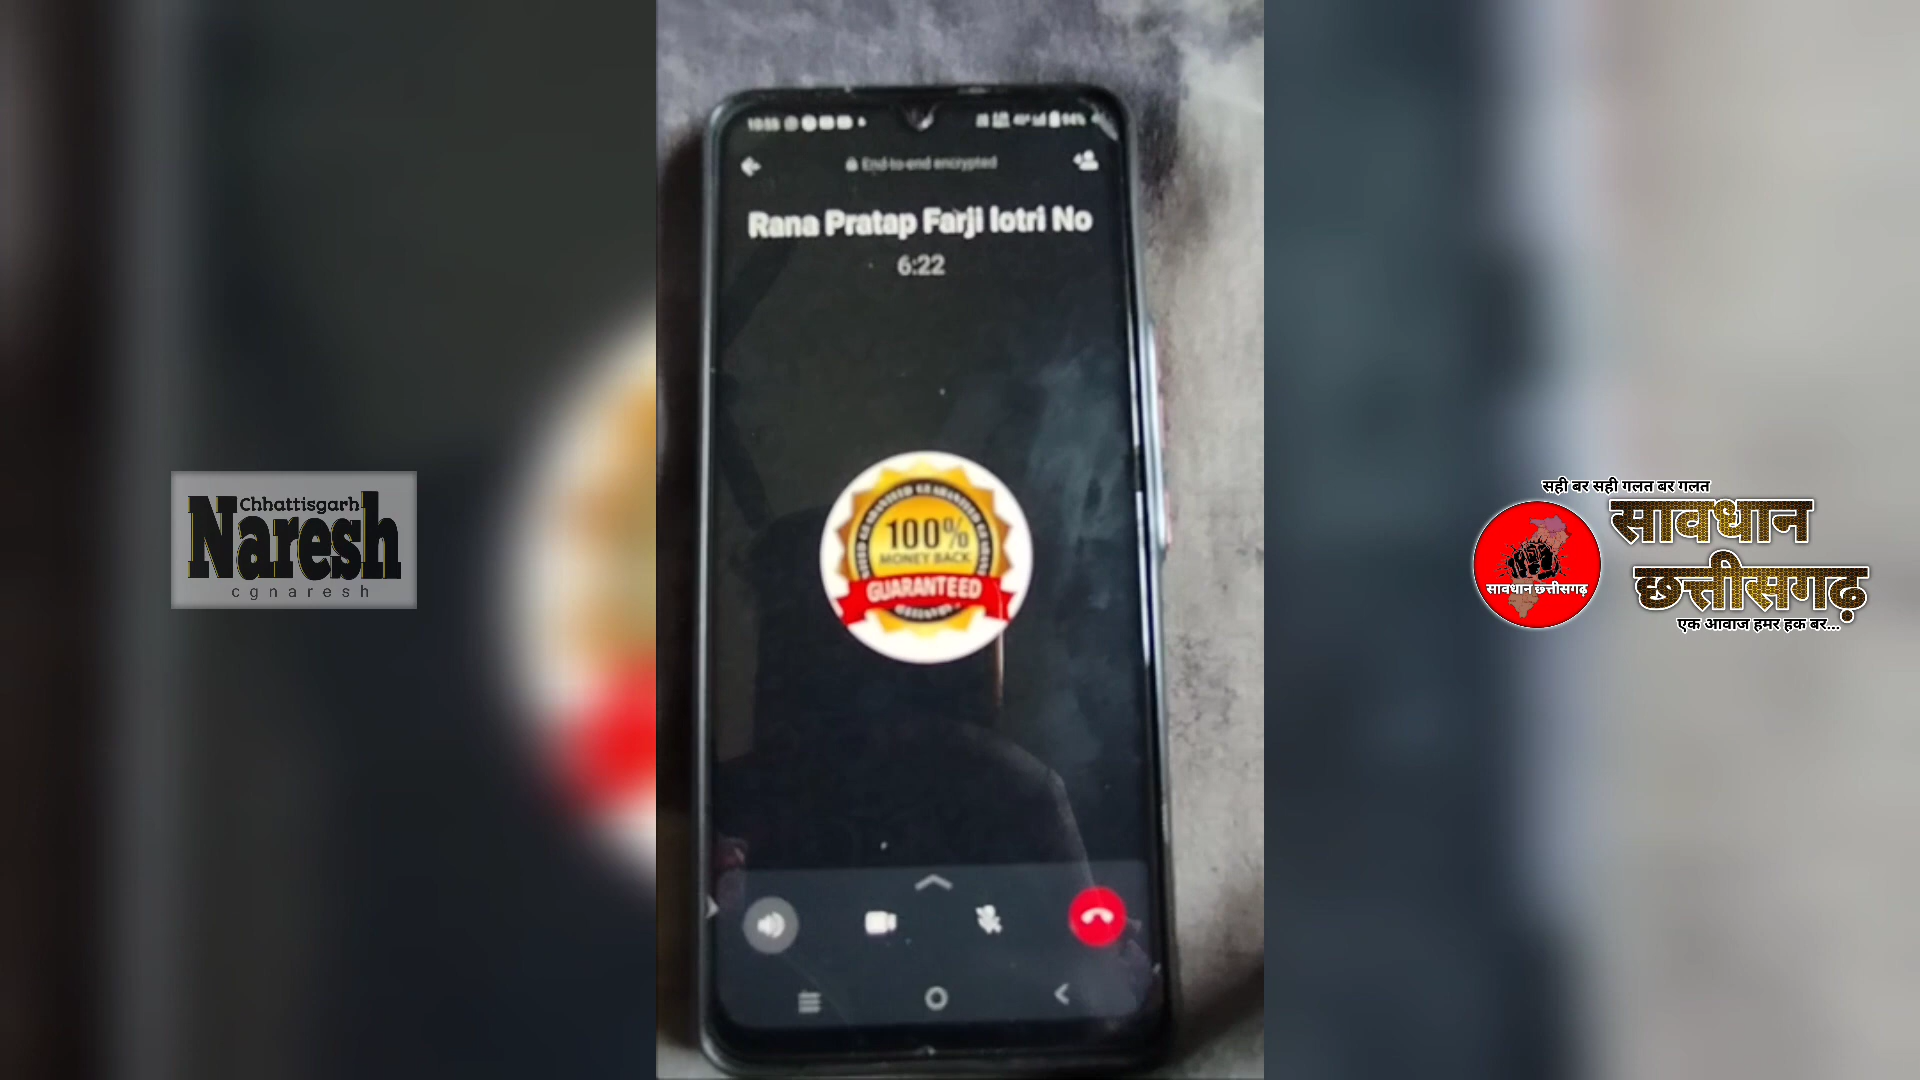 Chhattisgarh
Naresh
cgnaresh
End-to-end encrypted
Rana Pratap Farji lotri No
6:22
100%
MONEY BACK
GUARANTEED
सही बर सही गलत बर गलत
सावधान
छत्तीसगढ़
सावधान छत्तीसगढ़
एक आवाज हमर हक बर...